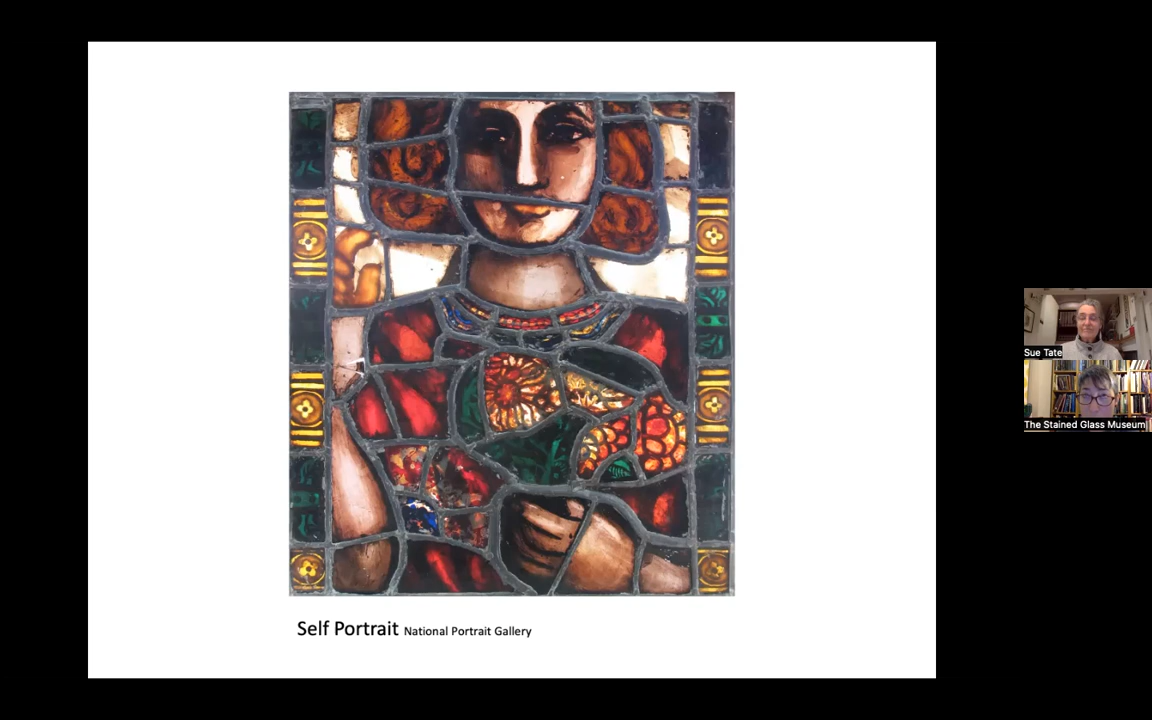 Self Portrait National Portrait Gallery
Sue Tate
The Stained Glass Museum